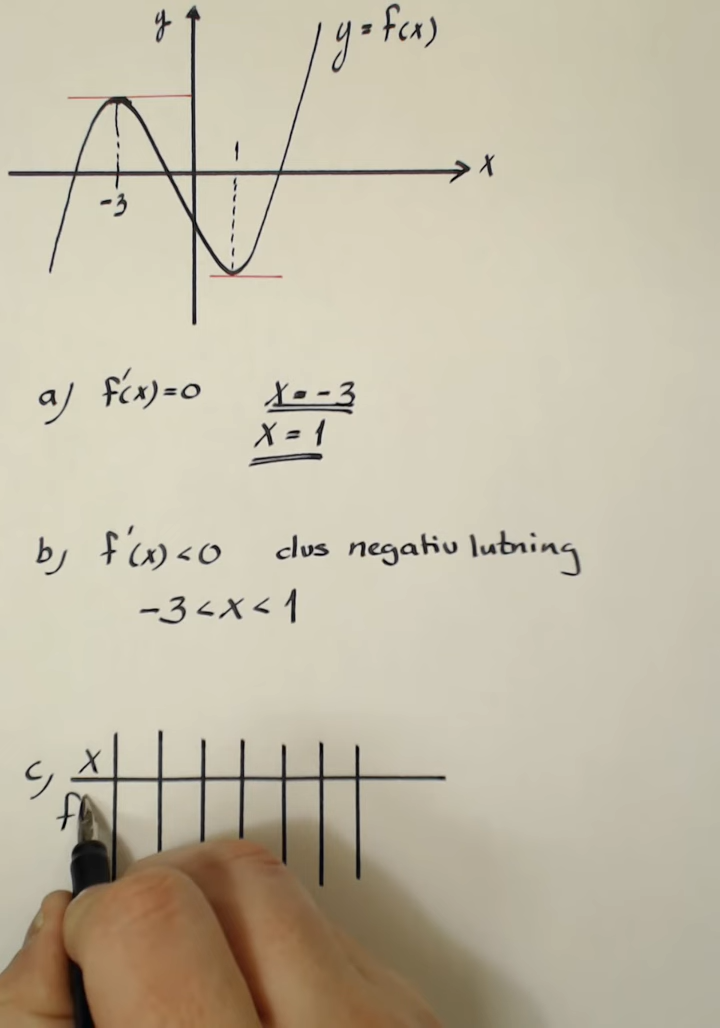 y
y = f(x)
1
x
-3
a) f'(x)=0 x = -3
x = 1
b) f'(x) < 0 dvs negativ lutning
-3 < x < 1
c) x
f